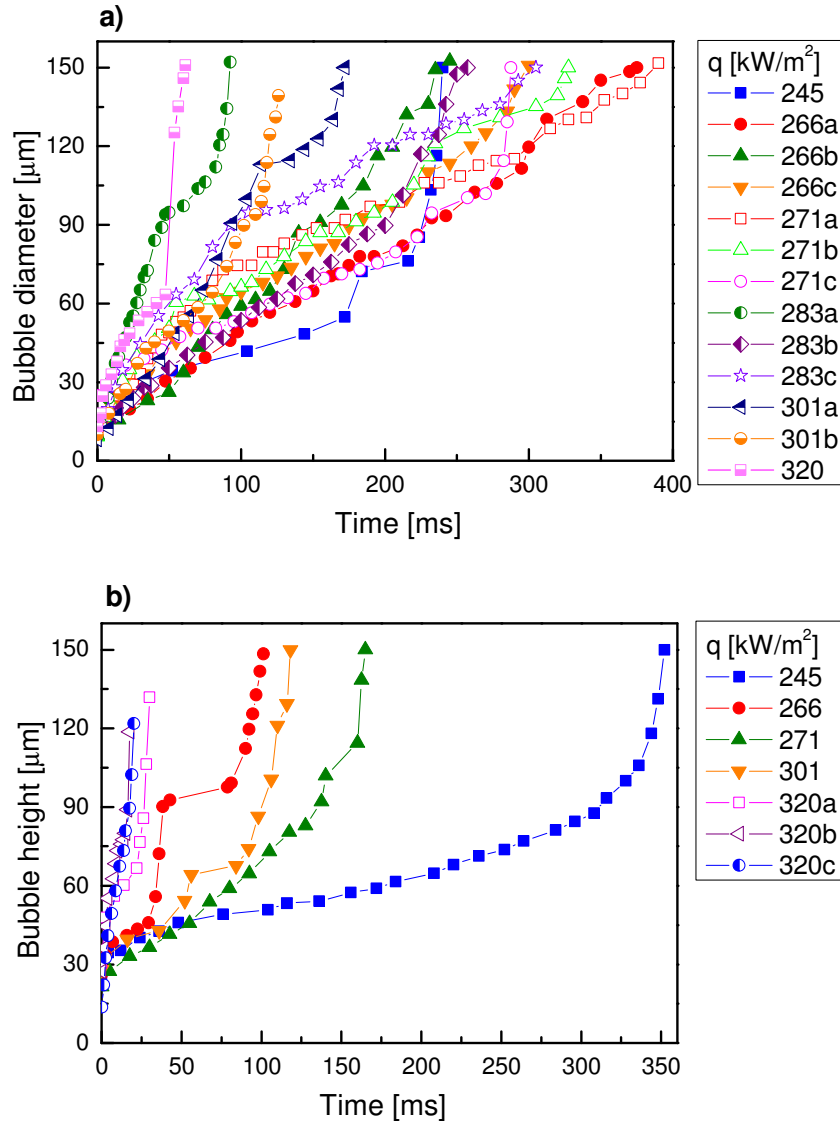 a)
150
120
90
60
30
0
Bubble diameter [µm]
0 100 200 300 400
Time [ms]
q [kW/m²]
245
266a
266b
266c
271a
271b
271c
283a
283b
283c
301a
301b
320
b)
150
120
90
60
30
0
Bubble height [µm]
0 50 100 150 200 250 300 350
Time [ms]
q [kW/m²]
245
266
271
301
320a
320b
320c